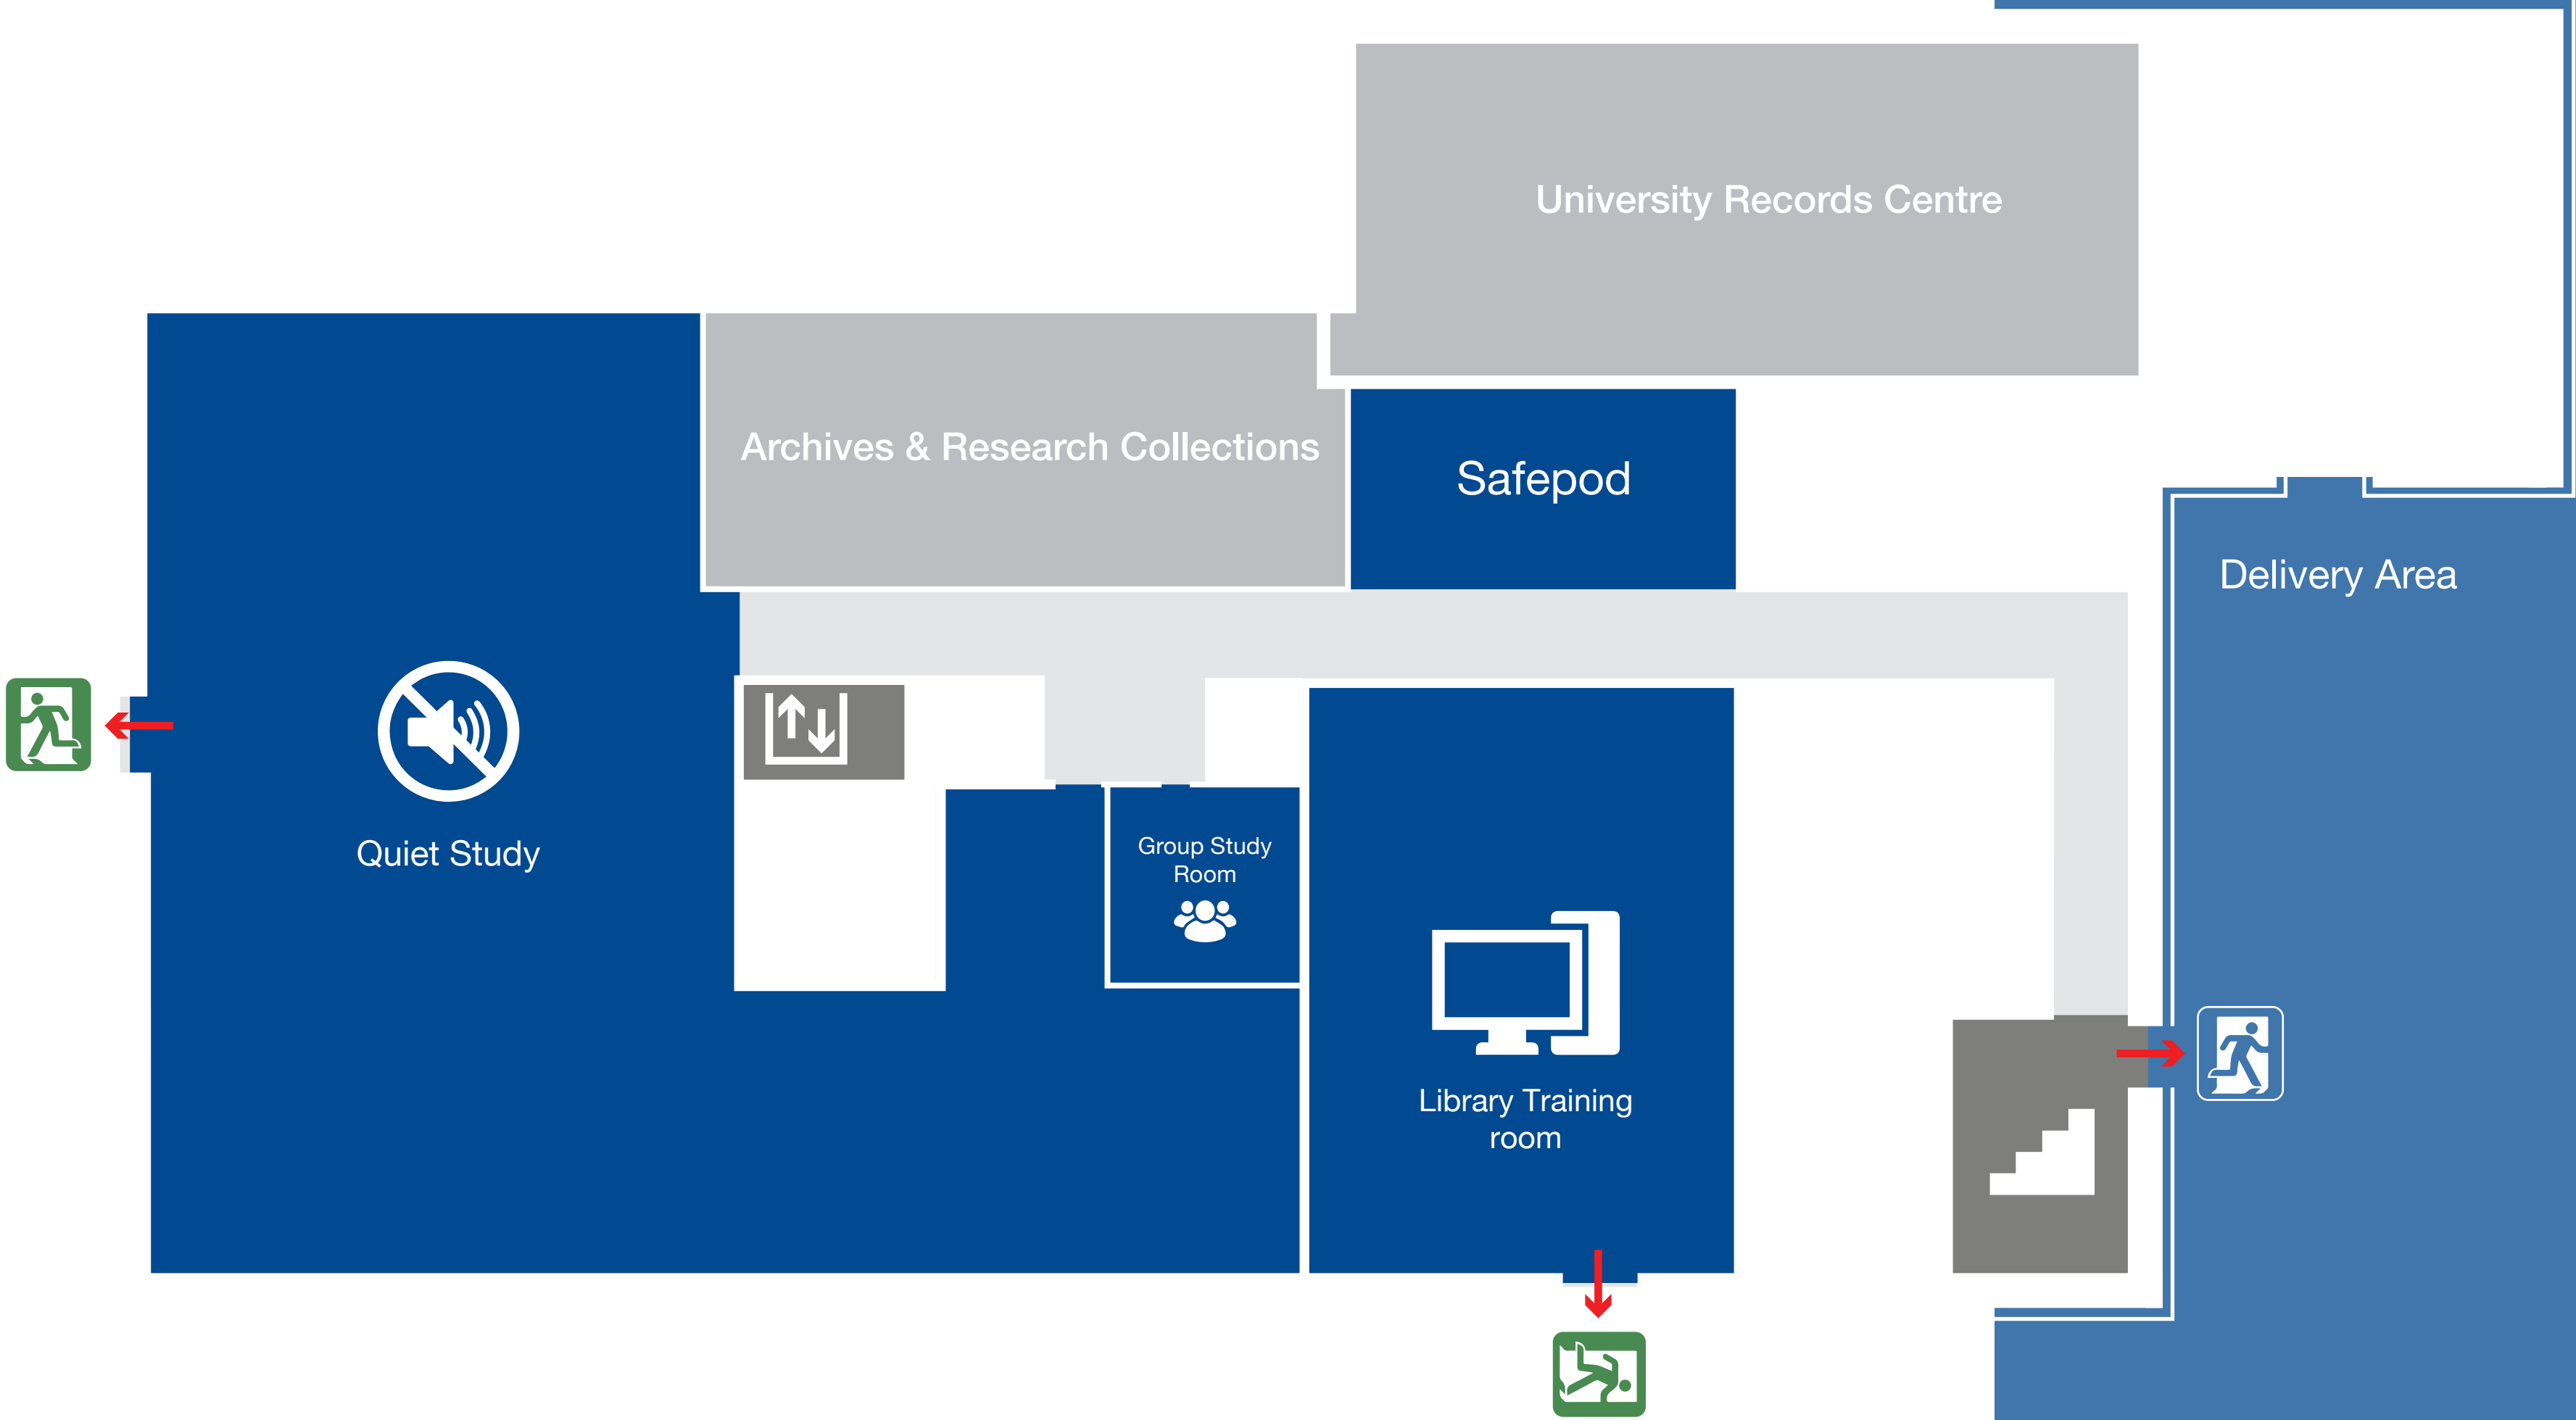 University Records Centre
Archives & Research Collections
Safepod
Delivery Area
Quiet Study
Group Study
Room
Library Training
room